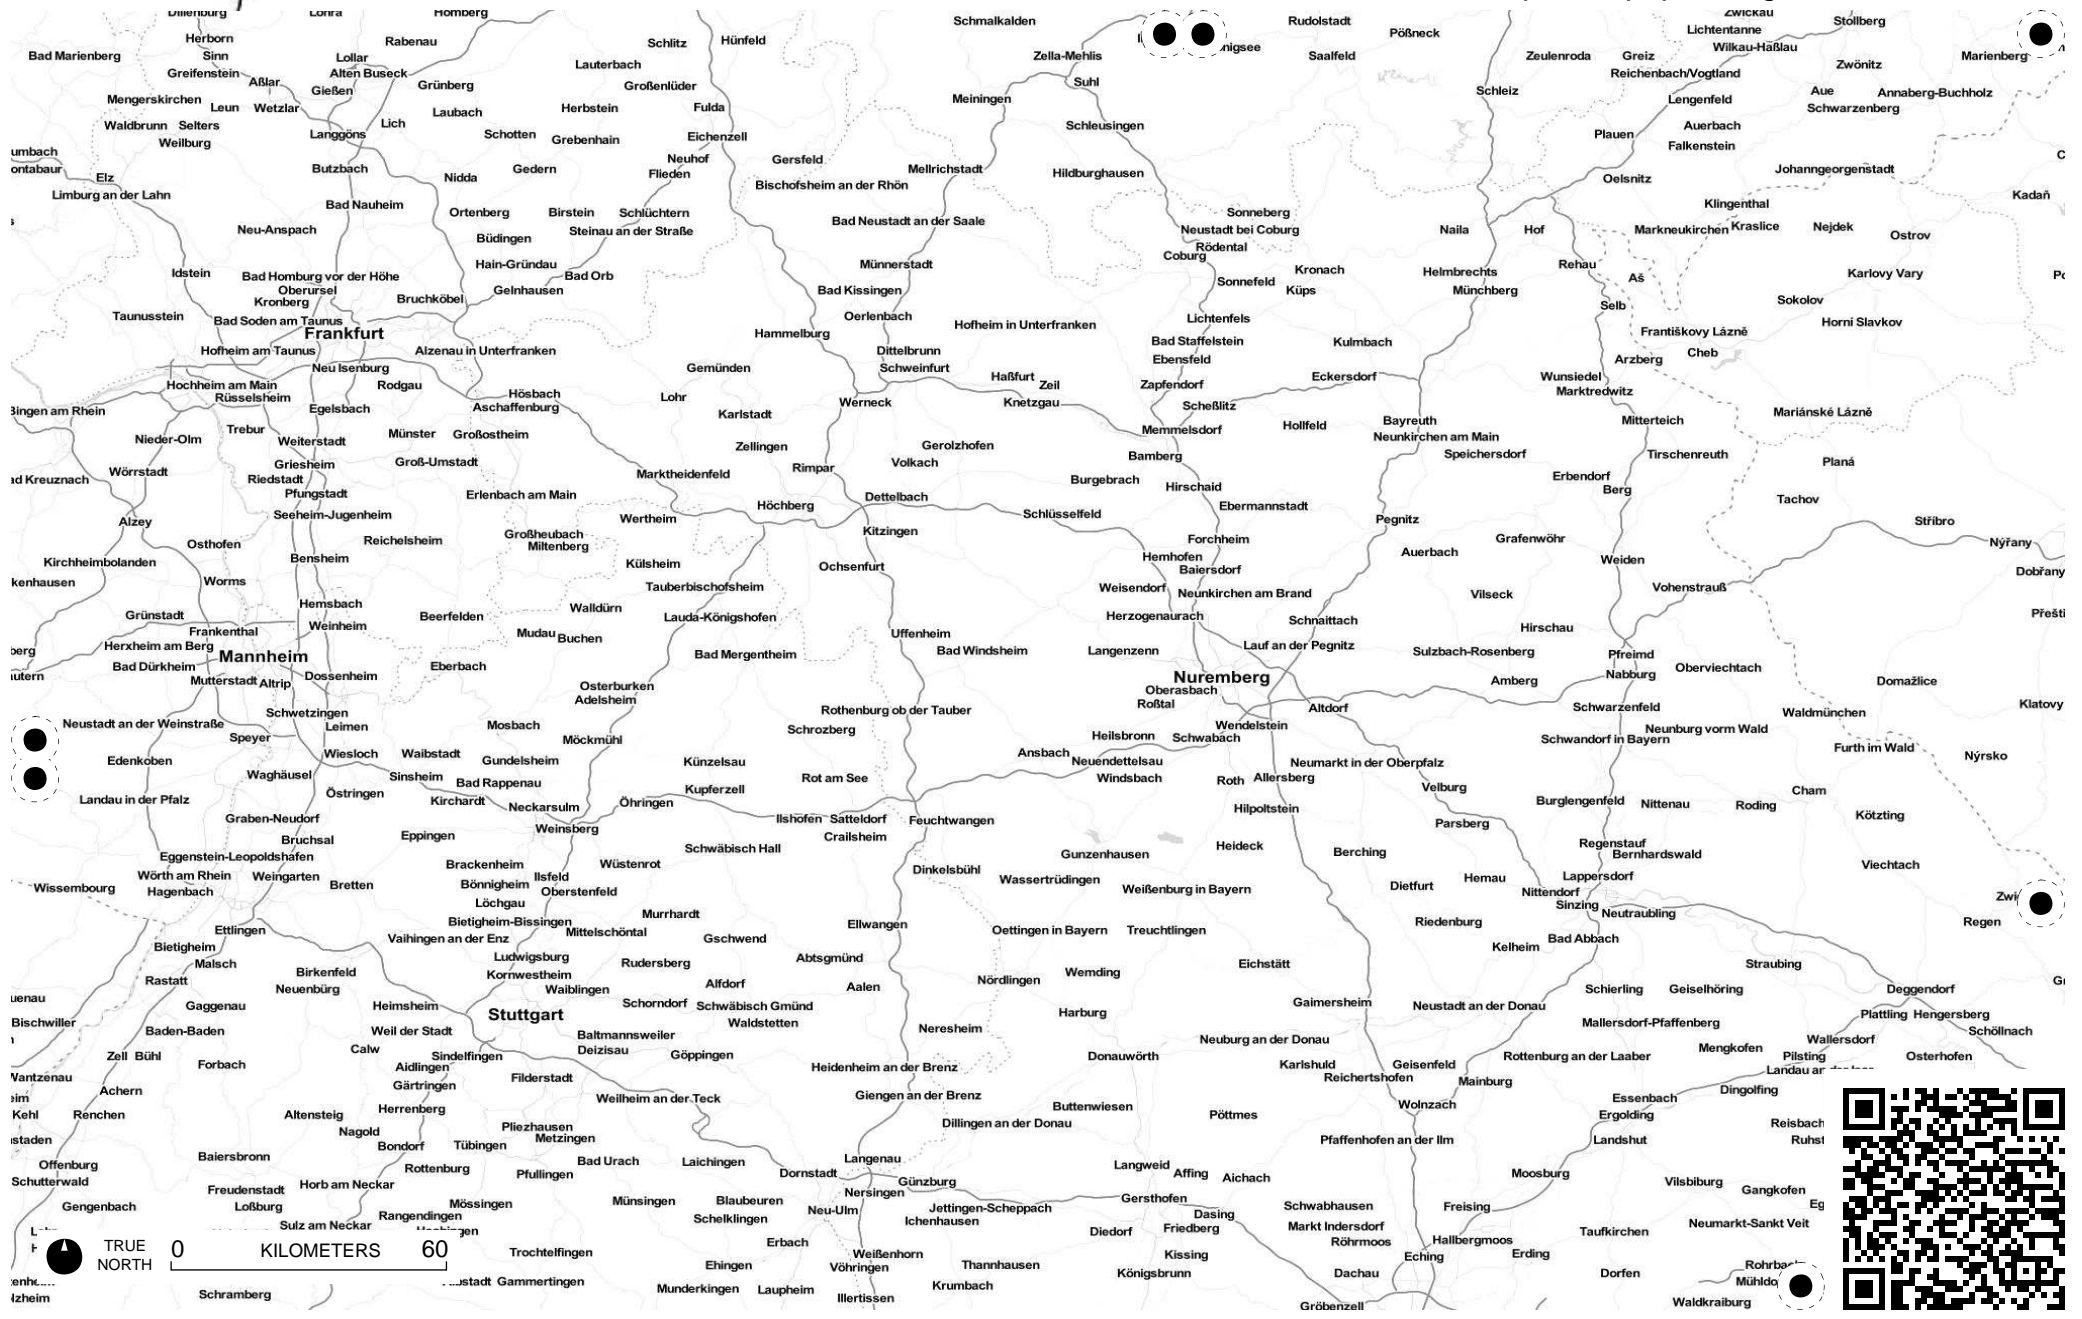 Homberg
Schmalkalden
Rudolstadt
Pößneck
Zwickau
Lichtentanne
Stollberg
Herborn
Rabenau
Schlitz
Hünfeld
Zella-Mehlis
Saalfeld
Zeulenroda
Greiz
Wilkau-Haßlau
Marienberg
Bad Marienberg
Sinn
Lollar
Lauterbach
Zwönitz
Greifenstein
Aßlar
Alten Buseck
Grünberg
Großenlüder
Suhl
Reichenbach/Vogtland
Gießen
Schleiz
Aue
Annaberg-Buchholz
Mengerskirchen
Leun
Wetzlar
Laubach
Herbstein
Fulda
Meiningen
Lengenfeld
Schwarzenberg
Waldbrunn
Selters
Lich
Schleusingen
Auerbach
Weilburg
Langgöns
Schotten
Grebenhain
Eichenzell
Plauen
Falkenstein
Neuhof
Gersfeld
Butzbach
Gedern
Flieden
Mellrichstadt
Hildburghausen
Johanngeorgenstadt
Elz
Nidda
Bischofsheim an der Rhön
Oelsnitz
Limburg an der Lahn
Kadaň
Bad Nauheim
Ortenberg
Birstein
Schlüchtern
Bad Neustadt an der Saale
Sonneberg
Klingenthal
Neu-Anspach
Büdingen
Steinau an der Straße
Neustadt bei Coburg
Naila
Hof
Markneukirchen
Kraslice
Nejdek
Ostrov
Rödental
Coburg
Idstein
Bad Homburg vor der Höhe
Hain-Gründau
Bad Orb
Münnerstadt
Kronach
Helmbrechts
Rehau
Aš
Karlovy Vary
Oberursel
Gelnhausen
Bad Kissingen
Sonnefeld
Küps
Münchberg
Kronberg
Bruchköbel
Selb
Sokolov
Taunusstein
Bad Soden am Taunus
Oerlenbach
Lichtenfels
Horní Slavkov
Frankfurt
Hammelburg
Hofheim in Unterfranken
Bad Staffelstein
Kulmbach
Františkovy Lázně
Hofheim am Taunus
Alzenau in Unterfranken
Dittelbrunn
Ebensfeld
Arzberg
Cheb
Neu Isenburg
Gemünden
Schweinfurt
Haßfurt
Zeil
Zapfendorf
Eckersdorf
Wunsiedel
Hochheim am Main
Rodgau
Hösbach
Lohr
Marktredwitz
Rüsselsheim
Aschaffenburg
Werneck
Knetzgau
Scheßlitz
Bingen am Rhein
Egelsbach
Karlstadt
Mitterteich
Mariánské Lázně
Trebur
Münster
Großostheim
Memmelsdorf
Hollfeld
Bayreuth
Nieder-Olm
Weiterstadt
Zellingen
Gerolzhofen
Neunkirchen am Main
Speichersdorf
Tirschenreuth
Wörrstadt
Griesheim
Groß-Umstadt
Marktheidenfeld
Rimpar
Volkach
Bamberg
Planá
Riedstadt
Burgebrach
Hirschaid
Erbendorf
Pfungstadt
Erlenbach am Main
Dettelbach
Berg
Tachov
Höchberg
Ebermannstadt
Seeheim-Jugenheim
Wertheim
Schlüsselfeld
Pegnitz
Stříbro
Alzey
Kitzingen
Osthofen
Reichelsheim
Großheubach
Miltenberg
Forchheim
Grafenwöhr
Nýřany
Kirchheimbolanden
Bensheim
Külsheim
Ochsenfurt
Hemhofen
Auerbach
Weiden
Baiersdorf
Dobřany
Worms
Tauberbischofsheim
Weisendorf
Neunkirchen am Brand
Vilseck
Vohenstrauß
Hemsbach
Grünstadt
Beerfelden
Walldürn
Lauda-Königshofen
Herzogenaurach
Schnaittach
Hirschau
Frankenthal
Weinheim
Mudau
Buchen
Uffenheim
Herxheim am Berg
Mannheim
Bad Mergentheim
Bad Windsheim
Langenzenn
Lauf an der Pegnitz
Sulzbach-Rosenberg
Pfreimd
Bad Dürkheim
Dossenheim
Eberbach
Nabburg
Oberviechtach
Mutterstadt
Altrip
Osterburken
Nuremberg
Amberg
Domažlice
Adelsheim
Oberasbach
Roßtal
Klatovy
Neustadt an der Weinstraße
Schwetzingen
Leimen
Mosbach
Schrozberg
Rothenburg ob der Tauber
Altdorf
Schwarzenfeld
Waldmünchen
Speyer
Möckmühl
Heilsbronn
Wendelstein
Schwabach
Schwandorf in Bayern
Neunburg vorm Wald
Furth im Wald
Edenkoben
Wiesloch
Waibstadt
Gundelsheim
Künzelsau
Ansbach
Neuendettelsau
Neumarkt in der Oberpfalz
Nýrsko
Waghäusel
Sinsheim
Bad Rappenau
Rot am See
Windsbach
Roth
Allersberg
Velburg
Landau in der Pfalz
Östringen
Kirchardt
Neckarsulm
Öhringen
Kupferzell
Hilpoltstein
Burglengenfeld
Nittenau
Roding
Cham
Kötzting
Graben-Neudorf
Weinsberg
Ilshofen
Satteldorf
Feuchtwangen
Parsberg
Bruchsal
Eppingen
Crailsheim
Eggenstein-Leopoldshafen
Brackenheim
Wüstenrot
Schwäbisch Hall
Gunzenhausen
Heideck
Berching
Regenstauf
Bernhardswald
Viechtach
Wissembourg
Wörth am Rhein
Weingarten
Bretten
Ilsfeld
Dinkelsbühl
Wassertrüdingen
Weißenburg in Bayern
Dietfurt
Hemau
Lappersdorf
Hagenbach
Bönnigheim
Oberstenfeld
Nittendorf
Löchgau
Sinzing
Neutraubling
Ettlingen
Bietigheim-Bissingen
Murrhardt
Ellwangen
Oettingen in Bayern
Treuchtlingen
Riedenburg
Regen
Bietigheim
Vaihingen an der Enz
Mittelschöntal
Gschwend
Kelheim
Bad Abbach
Malsch
Ludwigsburg
Rudersberg
Abtsgmünd
Eichstätt
Straubing
Rastatt
Birkenfeld
Kornwestheim
Alfdorf
Aalen
Nördlingen
Wemding
Neuenbürg
Waiblingen
Schierling
Geiselhöring
Deggendorf
Gaggenau
Heimsheim
Stuttgart
Schorndorf
Schwäbisch Gmünd
Harburg
Gaimersheim
Neustadt an der Donau
Plattling
Hengersberg
Bischwiller
Baden-Baden
Weil der Stadt
Baltmannsweiler
Waldstetten
Neresheim
Mallersdorf-Pfaffenberg
Schöllnach
Zell
Bühl
Calw
Sindelfingen
Deizisau
Göppingen
Donauwörth
Neuburg an der Donau
Wallersdorf
Forbach
Aidlingen
Heidenheim an der Brenz
Karlshuld
Geisenfeld
Rottenburg an der Laaber
Mengkofen
Pilsting
Osterhofen
Wantzenau
Achern
Gärtringen
Filderstadt
Reichertshofen
Mainburg
Dingolfing
Kehl
Renchen
Altensteig
Herrenberg
Weilheim an der Teck
Giengen an der Brenz
Buttenwiesen
Pöttmes
Wolnzach
Essenbach
Ergolding
Nagold
Pliezhausen
Metzingen
Dillingen an der Donau
Reisbach
Bondorf
Tübingen
Pfaffenhofen an der Ilm
Landshut
Offenburg
Baiersbronn
Rottenburg
Bad Urach
Laichingen
Langenau
Langweid
Schutterwald
Horb am Neckar
Pfullingen
Dornstadt
Affing
Aichach
Moosburg
Freudenstadt
Günzburg
Vilsbiburg
Gengenbach
Loßburg
Mössingen
Münsingen
Blaubeuren
Nersingen
Gersthofen
Gangkofen
Rangendingen
Neu-Ulm
Jettingen-Scheppach
Schwabhausen
Freising
Sulz am Neckar
Schelklingen
Ichenhausen
Dasing
Friedberg
Markt Indersdorf
Neumarkt-Sankt Veit
Diedorf
Taufkirchen
TRUE
NORTH
0 KILOMETERS 60
Trochtelfingen
Erbach
Röhrmoos
Hallbergmoos
Weißenhorn
Kissing
Eching
Erding
Ehingen
Vöhringen
Thannhausen
Königsbrunn
Dachau
Dorfen
Gammertingen
Munderkingen
Laupheim
Krumbach
Schramberg
Illertissen
Gröbenzell
Waldkraiburg